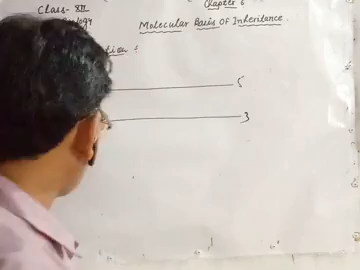 Class- XII Chapter 6
Molecular Basis Of Inheritance.
5
3